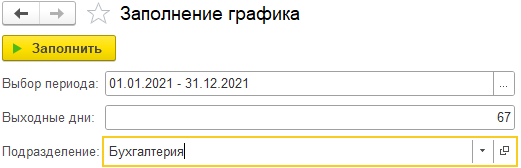 Заполнение графика
Заполнить
Выбор периода: 01.01.2021 - 31.12.2021 ...
Выходные дни: 67
Подразделение: Бухгалтерия